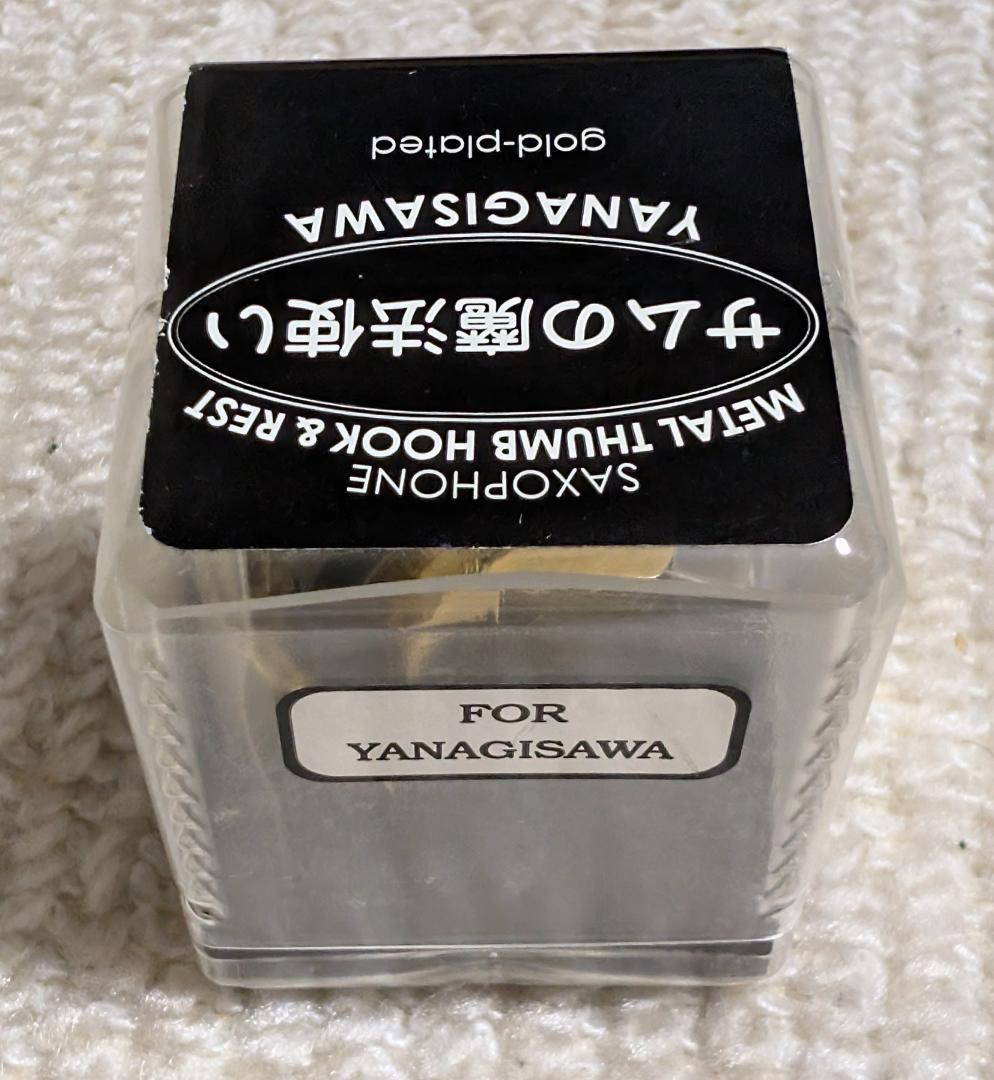 SAXOPHONE
METAL THUMB HOOK & REST
サムの魔法使い
YANAGISAWA
gold-plated
FOR
YANAGISAWA